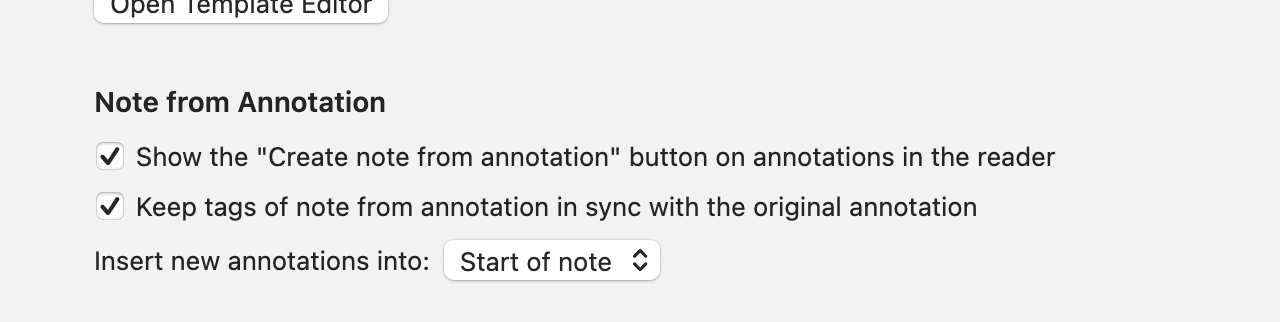 Open Template Editor
Note from Annotation
Show the "Create note from annotation" button on annotations in the reader
Keep tags of note from annotation in sync with the original annotation
Insert new annotations into: Start of note